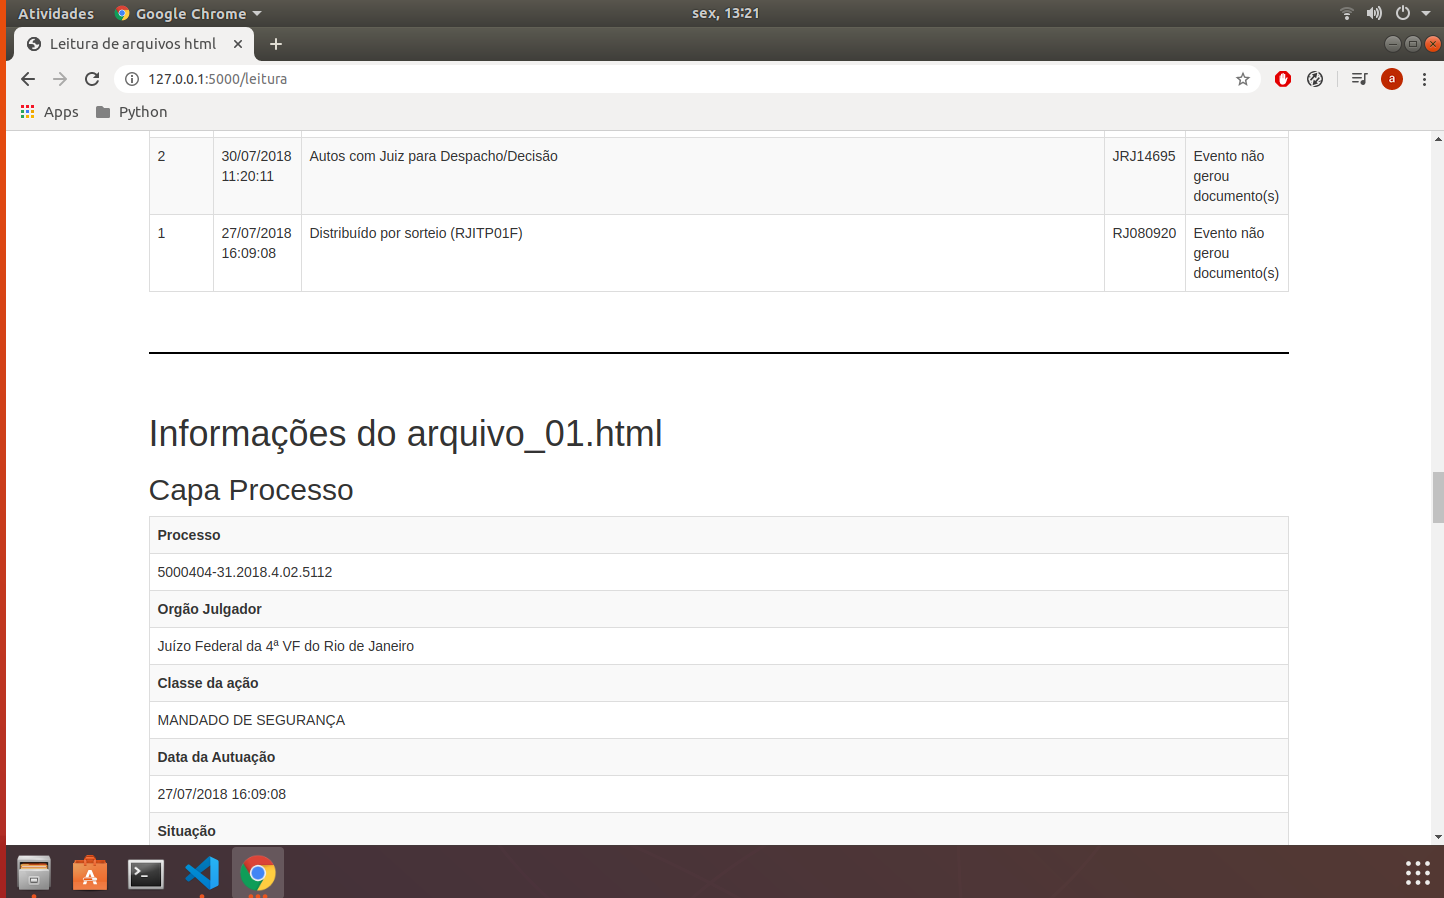 Atividades Google Chrome sex, 13:21
Leitura de arquivos html
127.0.0.1:5000/leitura a
Apps Python
2 30/07/2018 Autos com Juiz para Despacho/Decisão JRJ14695 Evento não
11:20:11 gerou
documento(s)
1 27/07/2018 Distribuído por sorteio (RJITP01F) RJ080920 Evento não
16:09:08 gerou
documento(s)
Informações do arquivo_01.html
Capa Processo
Processo
5000404-31.2018.4.02.5112
Orgão Julgador
Juízo Federal da 4ª VF do Rio de Janeiro
Classe da ação
MANDADO DE SEGURANÇA
Data da Autuação
27/07/2018 16:09:08
Situação